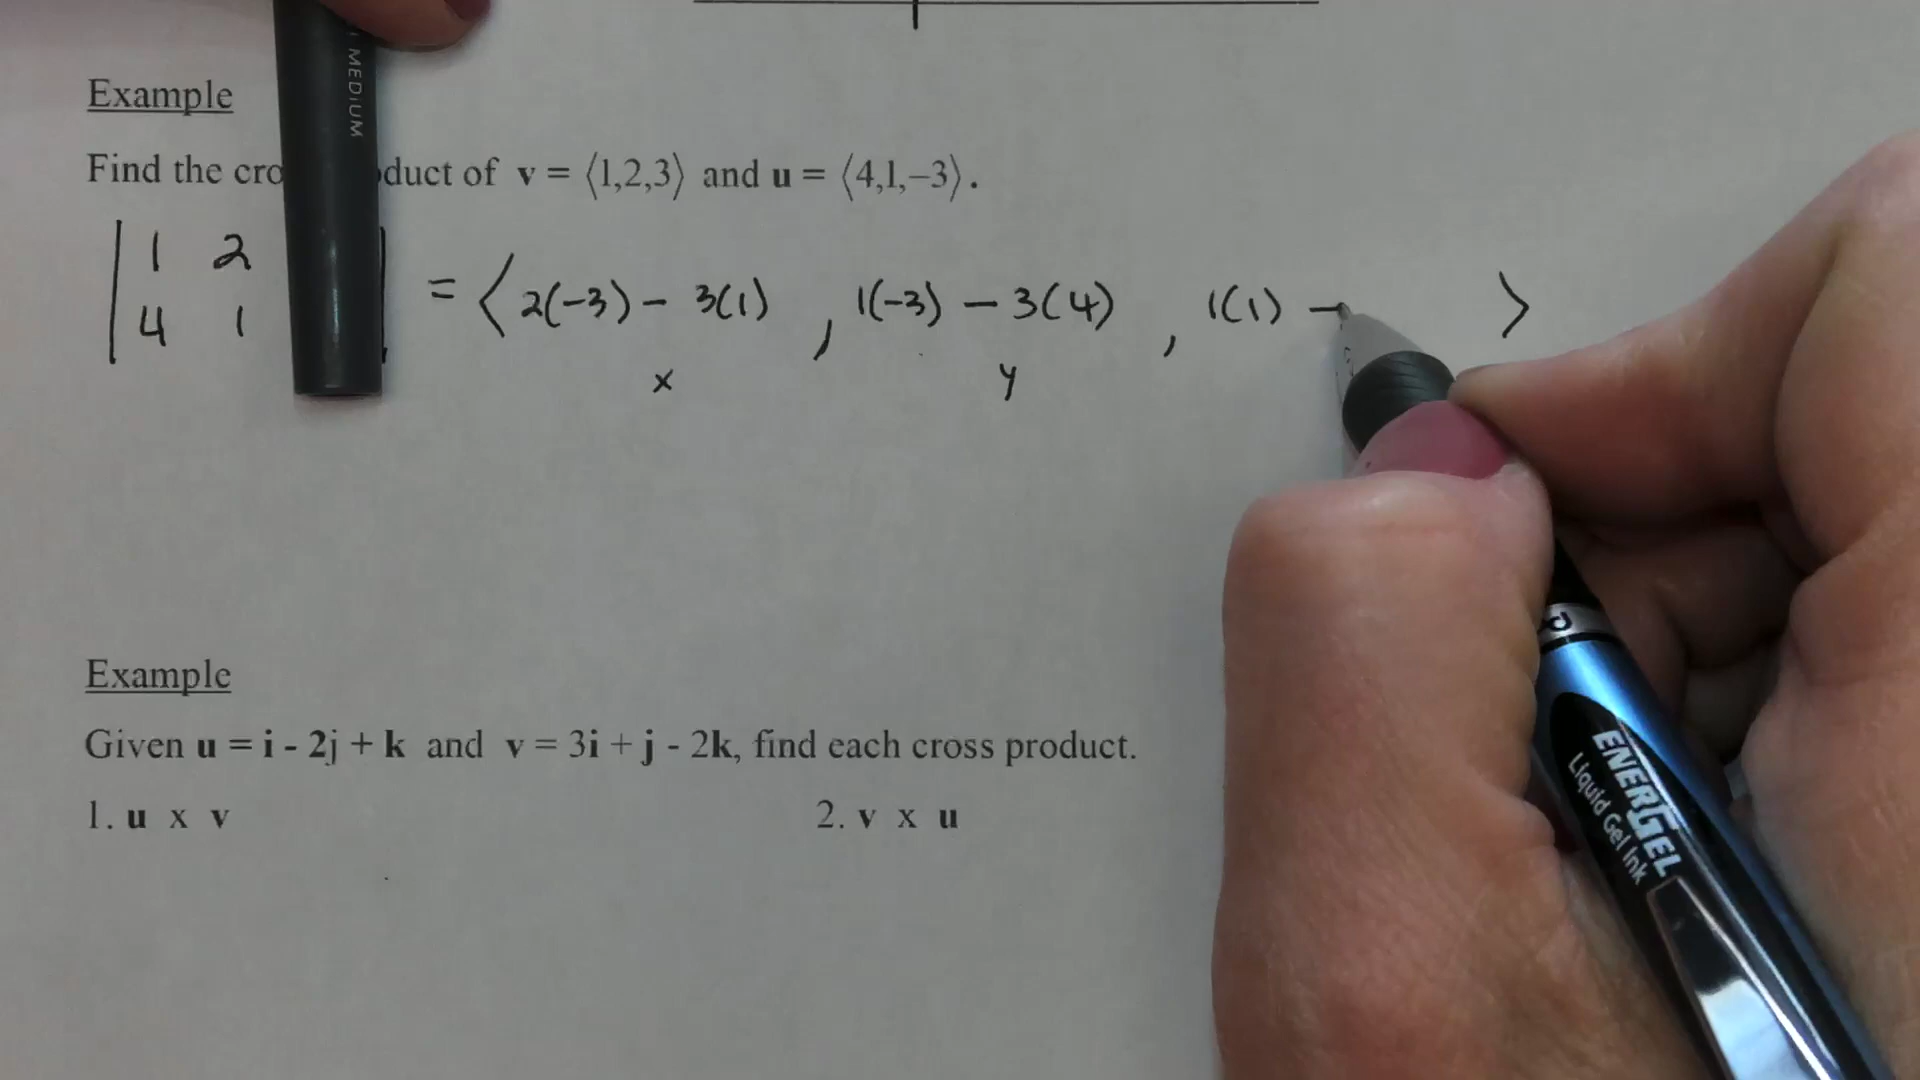 MEDIUM
Example
Find the cro duct of v = ⟨1,2,3⟩ and u = ⟨4,1,−3⟩.
| 1 2 | = ⟨ 2(-3) - 3(1) , 1(-3) - 3(4) , 1(1) - ⟩
4 1
x y
Example
Given u = i - 2j + k and v = 3i + j - 2k, find each cross product.
1. u x v 2. v x u
ENERGEL
Liquid Gel Ink